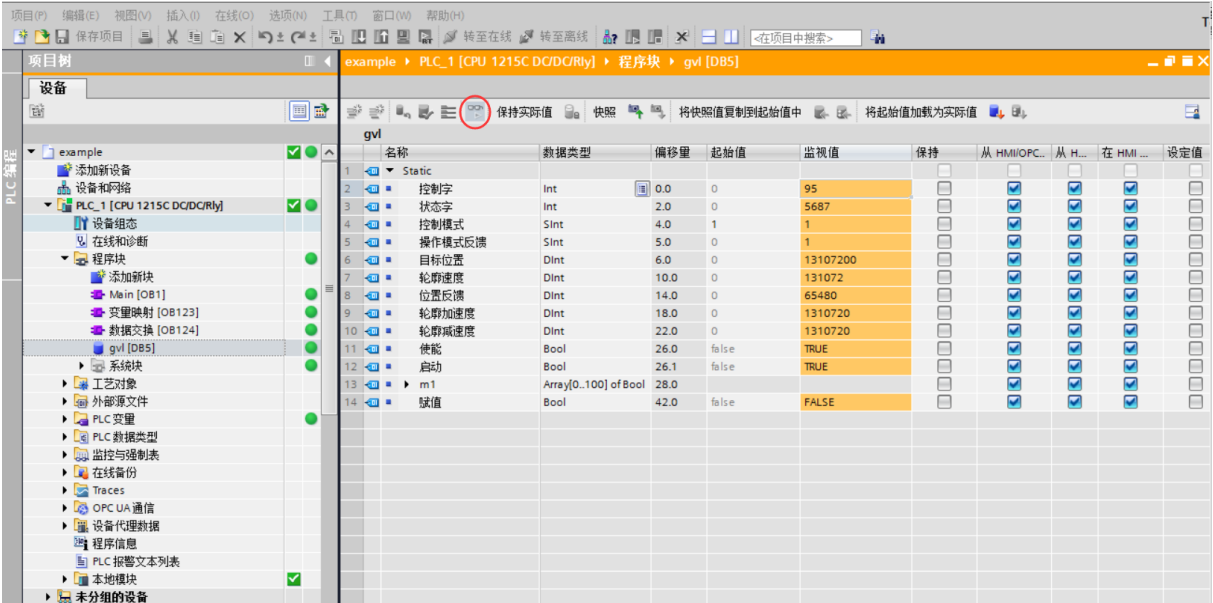 项目(P) 编辑(E) 视图(V) 插入(I) 在线(O) 选项(N) 工具(T) 窗口(W) 帮助(H)
T
保存项目 转至在线 转至离线 <在项目中搜索>
项目树 example PLC_1 [CPU 1215C DC/DC/Rly] 程序块 gvl [DB5]
设备
保持实际值 快照 将快照值复制到起始值中 将起始值加载为实际值
gvl
PLC 编程
example
添加新设备
设备和网络
PLC_1 [CPU 1215C DC/DC/Rly]
设备组态
在线和诊断
程序块
添加新块
Main [OB1]
变量映射 [OB123]
数据交换 [OB124]
gvl [DB5]
系统块
工艺对象
外部源文件
PLC 变量
PLC 数据类型
监控与强制表
在线备份
Traces
OPC UA 通信
设备代理数据
程序信息
PLC 报警文本列表
本地模块
未分组的设备
名称 数据类型 偏移量 起始值 监视值 保持 从 HMI/OPC... 从 H... 在 HMI ... 设定值
1 Static
2 控制字 Int 0.0 0 95
3 状态字 Int 2.0 0 5687
4 控制模式 SInt 4.0 1 1
5 操作模式反馈 SInt 5.0 0 1
6 目标位置 DInt 6.0 0 13107200
7 轮廓速度 DInt 10.0 0 131072
8 位置反馈 DInt 14.0 0 65480
9 轮廓加速度 DInt 18.0 0 1310720
10 轮廓减速度 DInt 22.0 0 1310720
11 使能 Bool 26.0 false TRUE
12 启动 Bool 26.1 false TRUE
13 m1 Array[0..100] of Bool 28.0
14 赋值 Bool 42.0 false FALSE